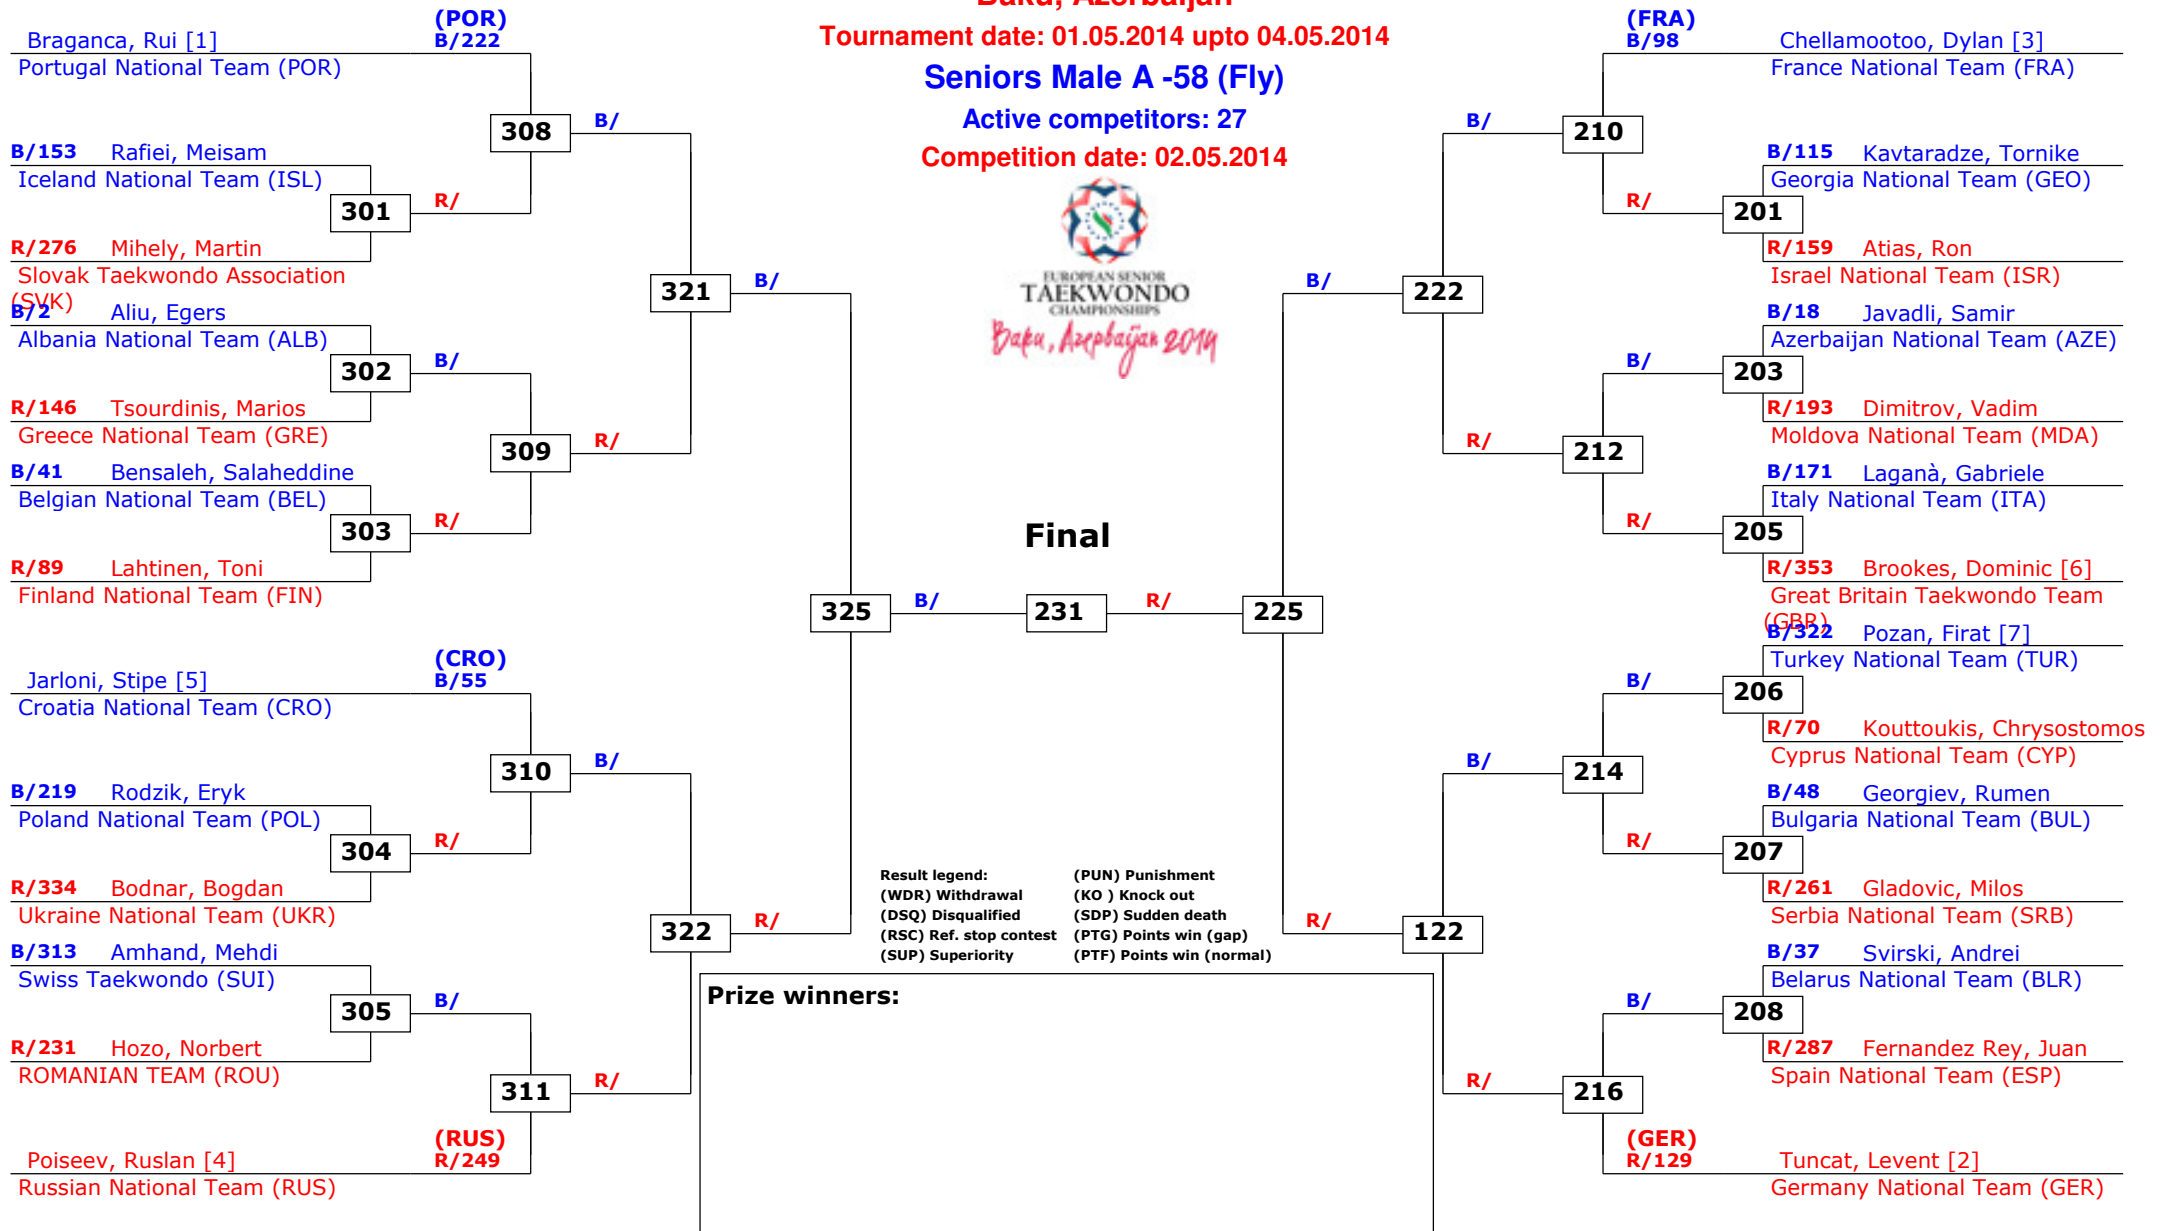 Baku, Azerbaijan
Tournament date: 01.05.2014 upto 04.05.2014
Seniors Male A -58 (Fly)
Active competitors: 27
Competition date: 02.05.2014
EUROPEAN SENIOR
TAEKWONDO
CHAMPIONSHIPS
Baku, Azerbaijan 2014
(POR)
Braganca, Rui [1] B/222
Portugal National Team (POR)
308 B/
B/153 Rafiei, Meisam
Iceland National Team (ISL)
301 R/
R/276 Mihely, Martin
Slovak Taekwondo Association
(SVK)
321 B/
B/2 Aliu, Egers
Albania National Team (ALB)
302 B/
R/146 Tsourdinis, Marios
Greece National Team (GRE)
309 R/
B/41 Bensaleh, Salaheddine
Belgian National Team (BEL)
303 R/
R/89 Lahtinen, Toni
Finland National Team (FIN)
Final
325 B/ 231 R/ 225
(CRO)
Jarloni, Stipe [5] B/55
Croatia National Team (CRO)
310 B/
B/219 Rodzik, Eryk
Poland National Team (POL)
304 R/
R/334 Bodnar, Bogdan
Ukraine National Team (UKR)
322 R/
B/313 Amhand, Mehdi
Swiss Taekwondo (SUI)
305 B/
R/231 Hozo, Norbert
ROMANIAN TEAM (ROU)
311 R/
(RUS)
Poiseev, Ruslan [4] R/249
Russian National Team (RUS)
(FRA)
B/98 Chellamootoo, Dylan [3]
France National Team (FRA)
B/ 210
B/115 Kavtaradze, Tornike
Georgia National Team (GEO)
R/ 201
R/159 Atias, Ron
Israel National Team (ISR)
B/ 222
B/18 Javadli, Samir
Azerbaijan National Team (AZE)
B/ 203
R/193 Dimitrov, Vadim
Moldova National Team (MDA)
R/ 212
B/171 Laganà, Gabriele
Italy National Team (ITA)
R/ 205
R/353 Brookes, Dominic [6]
Great Britain Taekwondo Team
(GBR)
B/322 Pozan, Firat [7]
Turkey National Team (TUR)
B/ 206
R/70 Kouttoukis, Chrysostomos
Cyprus National Team (CYP)
B/ 214
B/48 Georgiev, Rumen
Bulgaria National Team (BUL)
R/ 207
R/261 Gladovic, Milos
Serbia National Team (SRB)
R/ 122
B/37 Svirski, Andrei
Belarus National Team (BLR)
B/ 208
R/287 Fernandez Rey, Juan
Spain National Team (ESP)
R/ 216
(GER)
R/129 Tuncat, Levent [2]
Germany National Team (GER)
Result legend: (PUN) Punishment
(WDR) Withdrawal (KO ) Knock out
(DSQ) Disqualified (SDP) Sudden death
(RSC) Ref. stop contest (PTG) Points win (gap)
(SUP) Superiority (PTF) Points win (normal)
Prize winners: